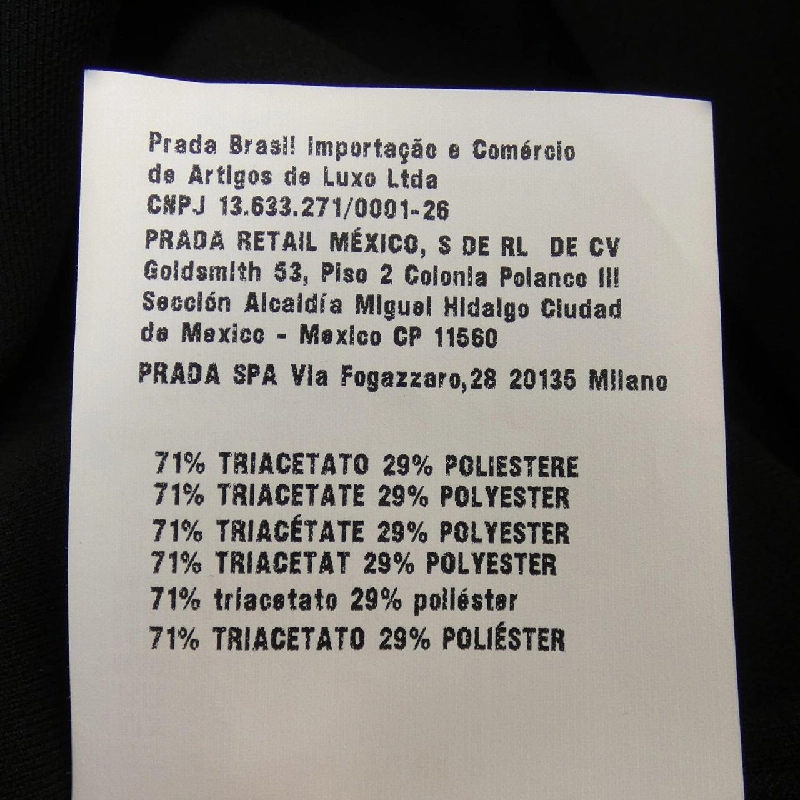 Prada Brasil Importação e Comércio
de Artigos de Luxo Ltda
CNPJ 13.633.271/0001-26
PRADA RETAIL MÉXICO, S DE RL DE CV
Goldsmith 53, Piso 2 Colonia Polanco III
Sección Alcaldía Miguel Hidalgo Ciudad
de Mexico - Mexico CP 11560
PRADA SPA Via Fogazzaro,28 20135 Milano
71% TRIACETATO 29% POLIESTERE
71% TRIACETATE 29% POLYESTER
71% TRIACÉTATE 29% POLYESTER
71% TRIACETAT 29% POLYESTER
71% triacetato 29% poliéster
71% TRIACETATO 29% POLIÉSTER